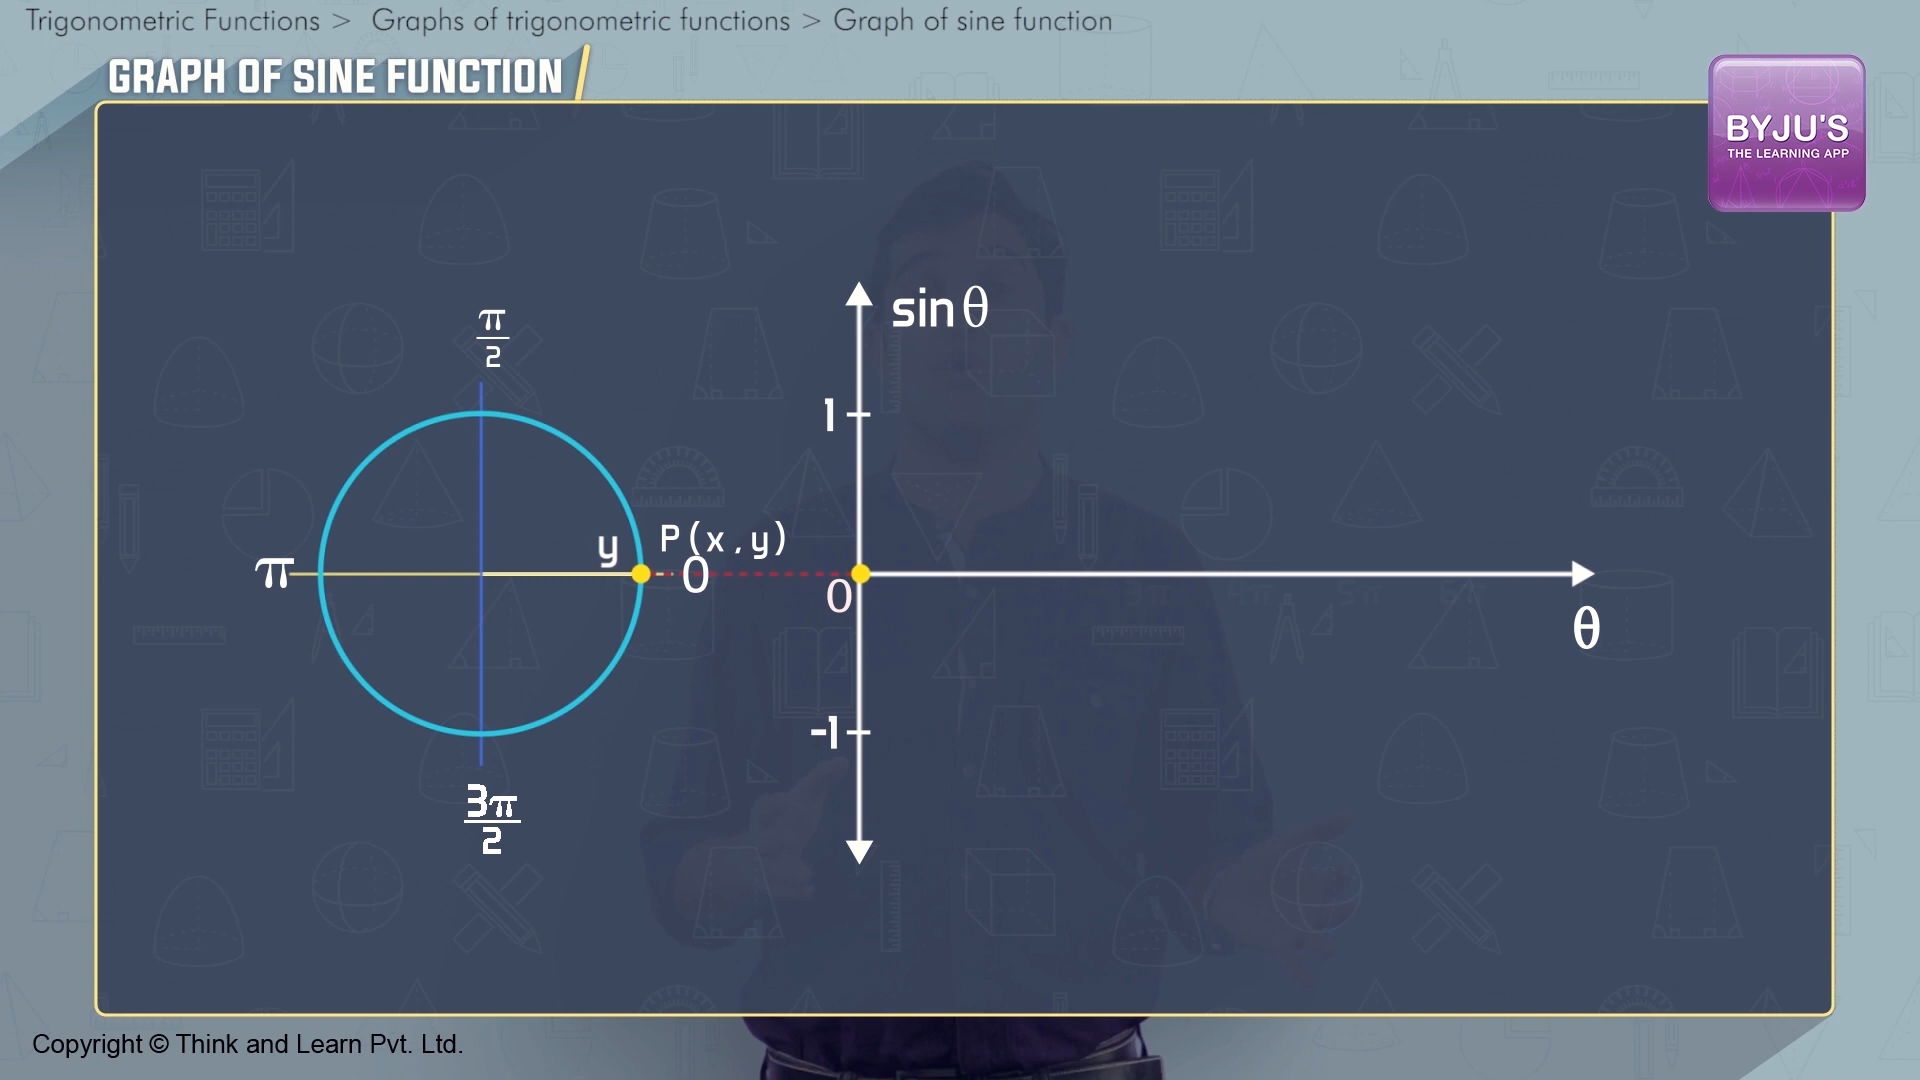 Trigonometric Functions > Graphs of trigonometric functions > Graph of sine function
GRAPH OF SINE FUNCTION
BYJU'S
THE LEARNING APP
sin θ
π
2
1
y
P(x,y)
π
0
0
θ
-1
3π
2
Copyright © Think and Learn Pvt. Ltd.